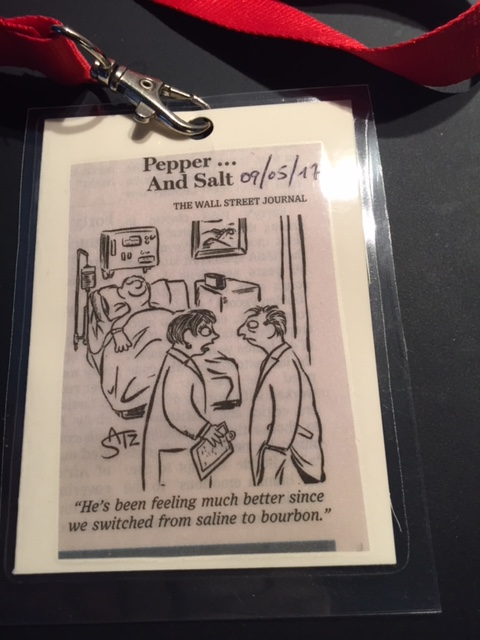 Pepper ...
And Salt 09/05/17
THE WALL STREET JOURNAL
SATZ
"He's been feeling much better since
we switched from saline to bourbon."